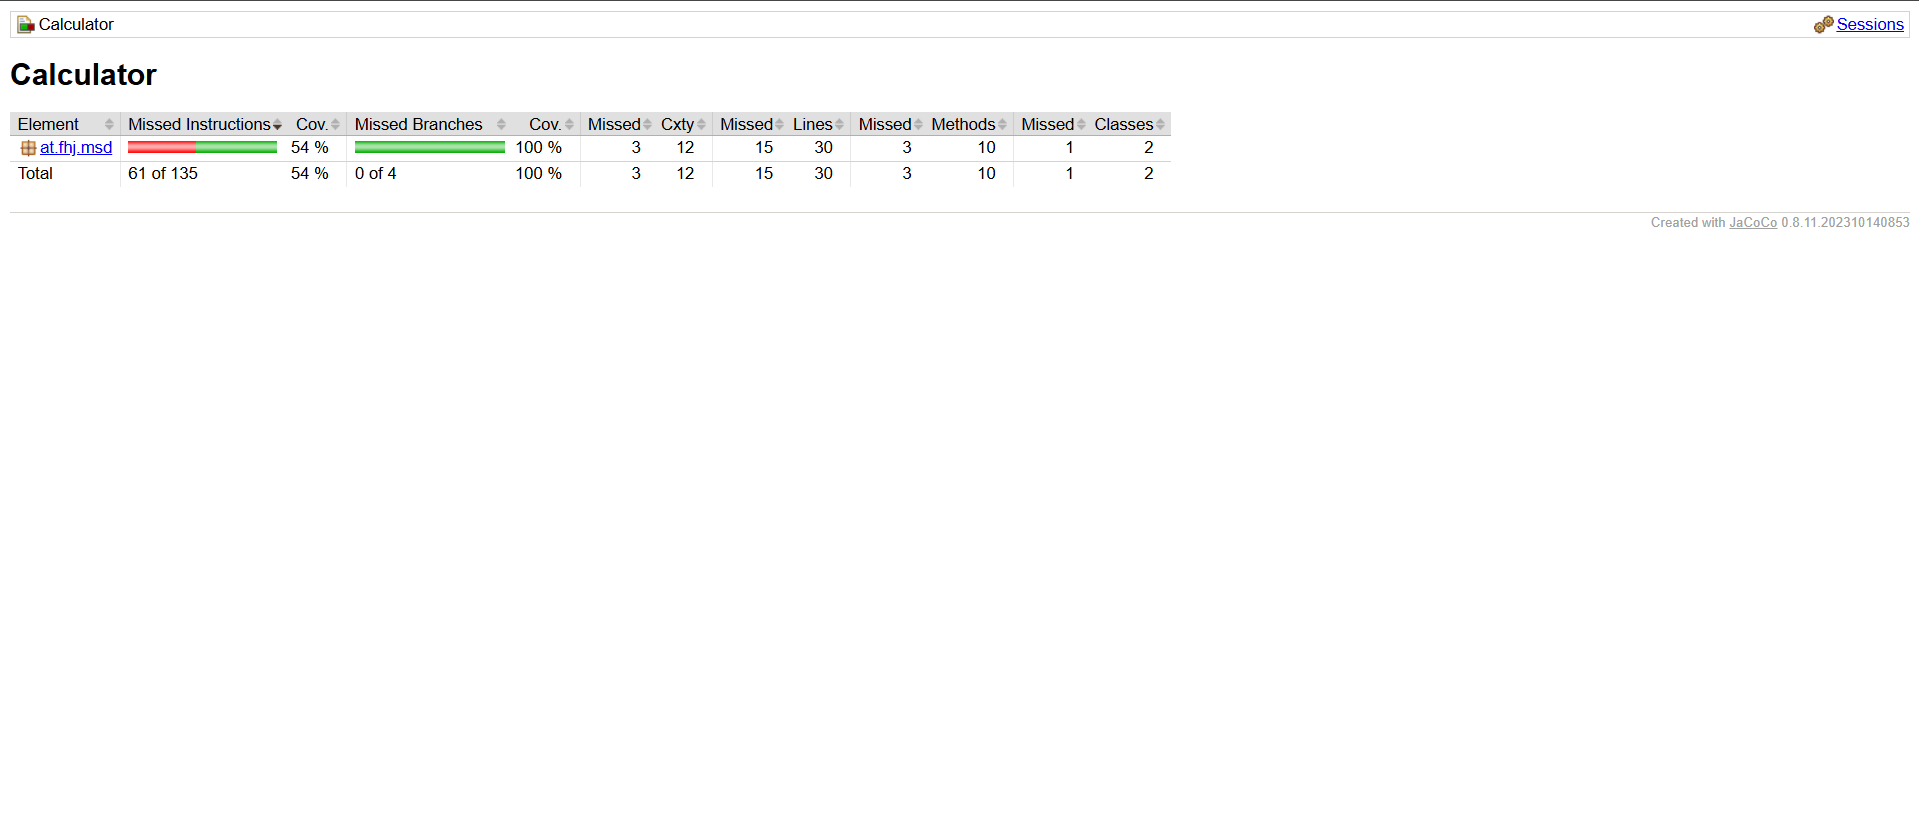 Calculator Sessions
Calculator
Element Missed Instructions Cov. Missed Branches Cov. Missed Cxty Missed Lines Missed Methods Missed Classes
at.fhj.msd 54 % 100 % 3 12 15 30 3 10 1 2
Total 61 of 135 54 % 0 of 4 100 % 3 12 15 30 3 10 1 2
Created with JaCoCo 0.8.11.202310140853